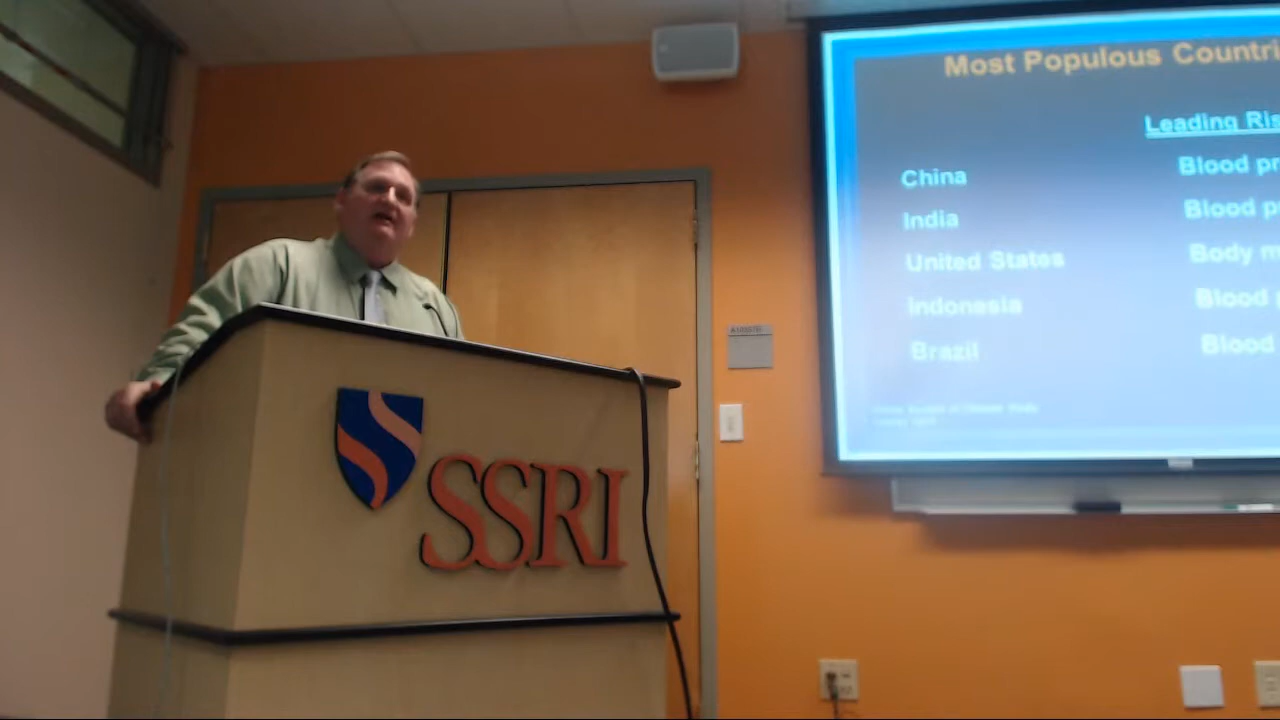 Most Populous Countri
Leading Ris
China Blood pr
India Blood p
United States Body m
Indonesia Blood
Brazil Blood
SSRI